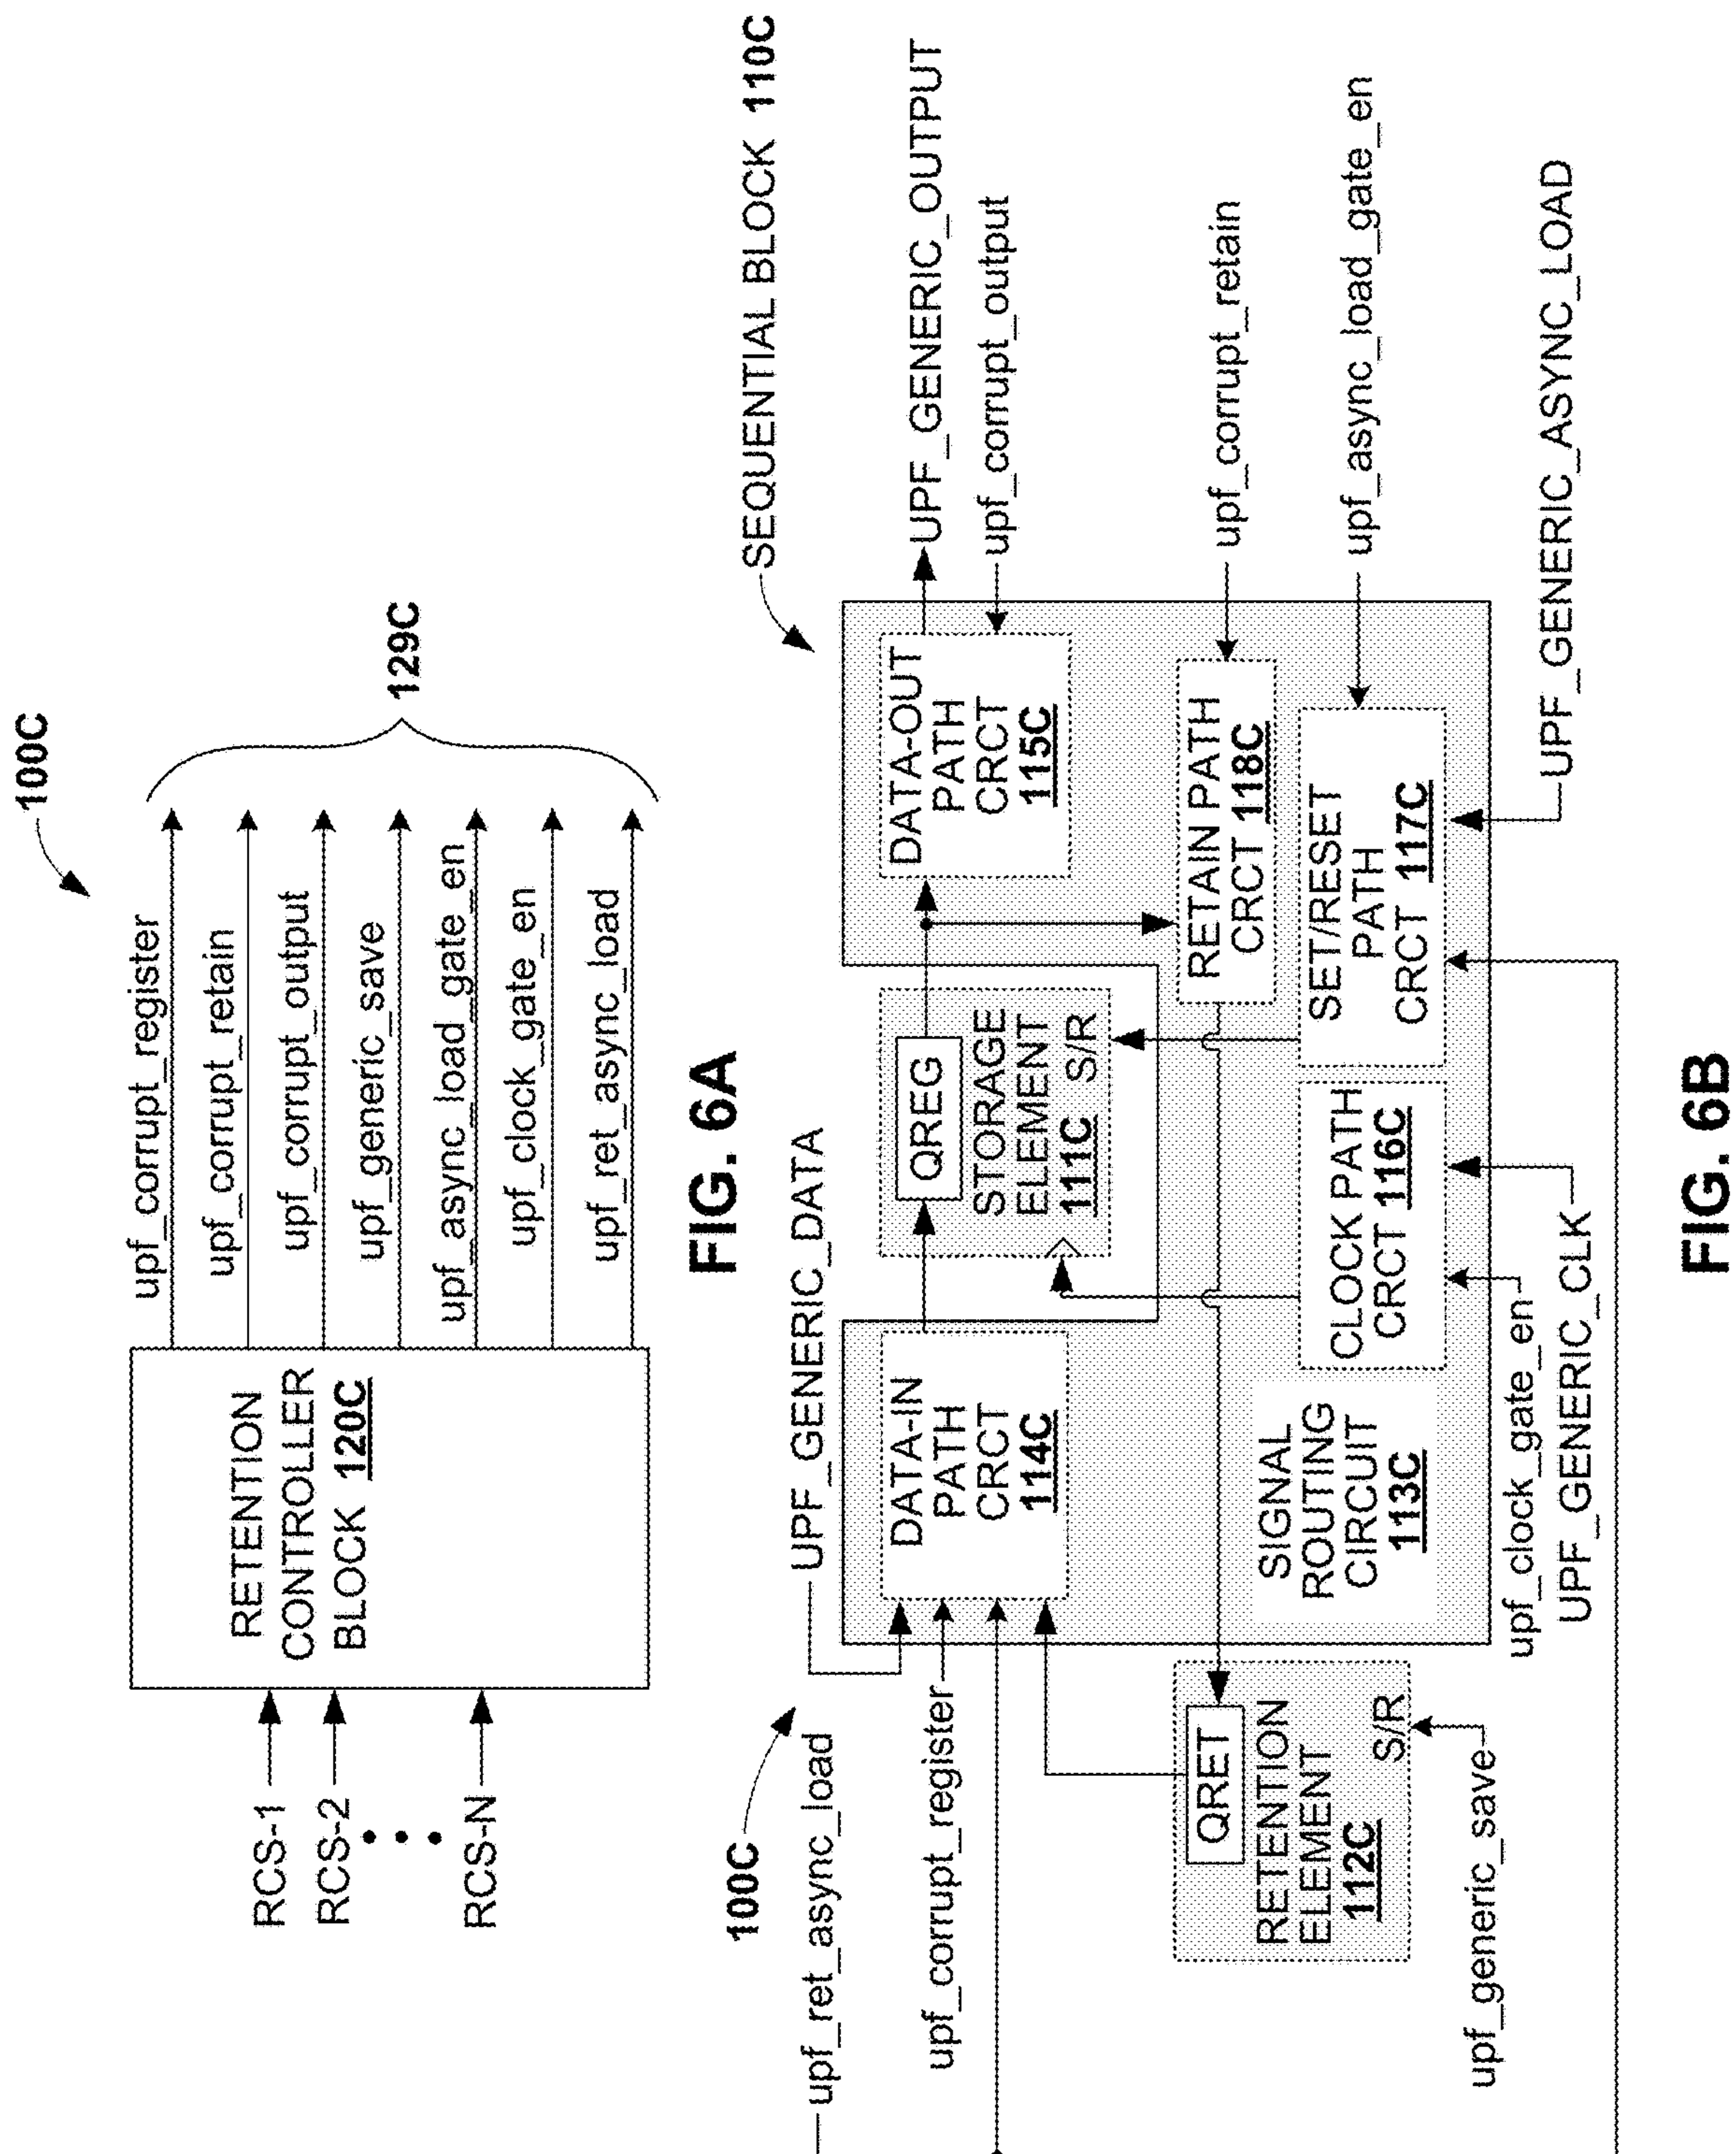 100C
RETENTION
CONTROLLER
BLOCK 120C
RCS-1
RCS-2
RCS-N
upf_corrupt_register
upf_corrupt_retain
upf_corrupt_output
upf_generic_save
upf_async_load_gate_en
upf_clock_gate_en
upf_ret_async_load
129C
FIG. 6A
100C
SEQUENTIAL BLOCK 110C
upf_ret_async_load
UPF_GENERIC_DATA
upf_corrupt_register
DATA-IN
PATH
CRCT
114C
QREG
STORAGE
ELEMENT
111C S/R
DATA-OUT
PATH
CRCT
115C
UPF_GENERIC_OUTPUT
upf_corrupt_output
QRET
RETENTION
ELEMENT
112C
S/R
upf_generic_save
RETAIN PATH
CRCT 118C
upf_corrupt_retain
SIGNAL
ROUTING
CIRCUIT
113C
CLOCK PATH
CRCT 116C
SET/RESET
PATH
CRCT 117C
upf_async_load_gate_en
upf_clock_gate_en
UPF_GENERIC_CLK
UPF_GENERIC_ASYNC_LOAD
FIG. 6B